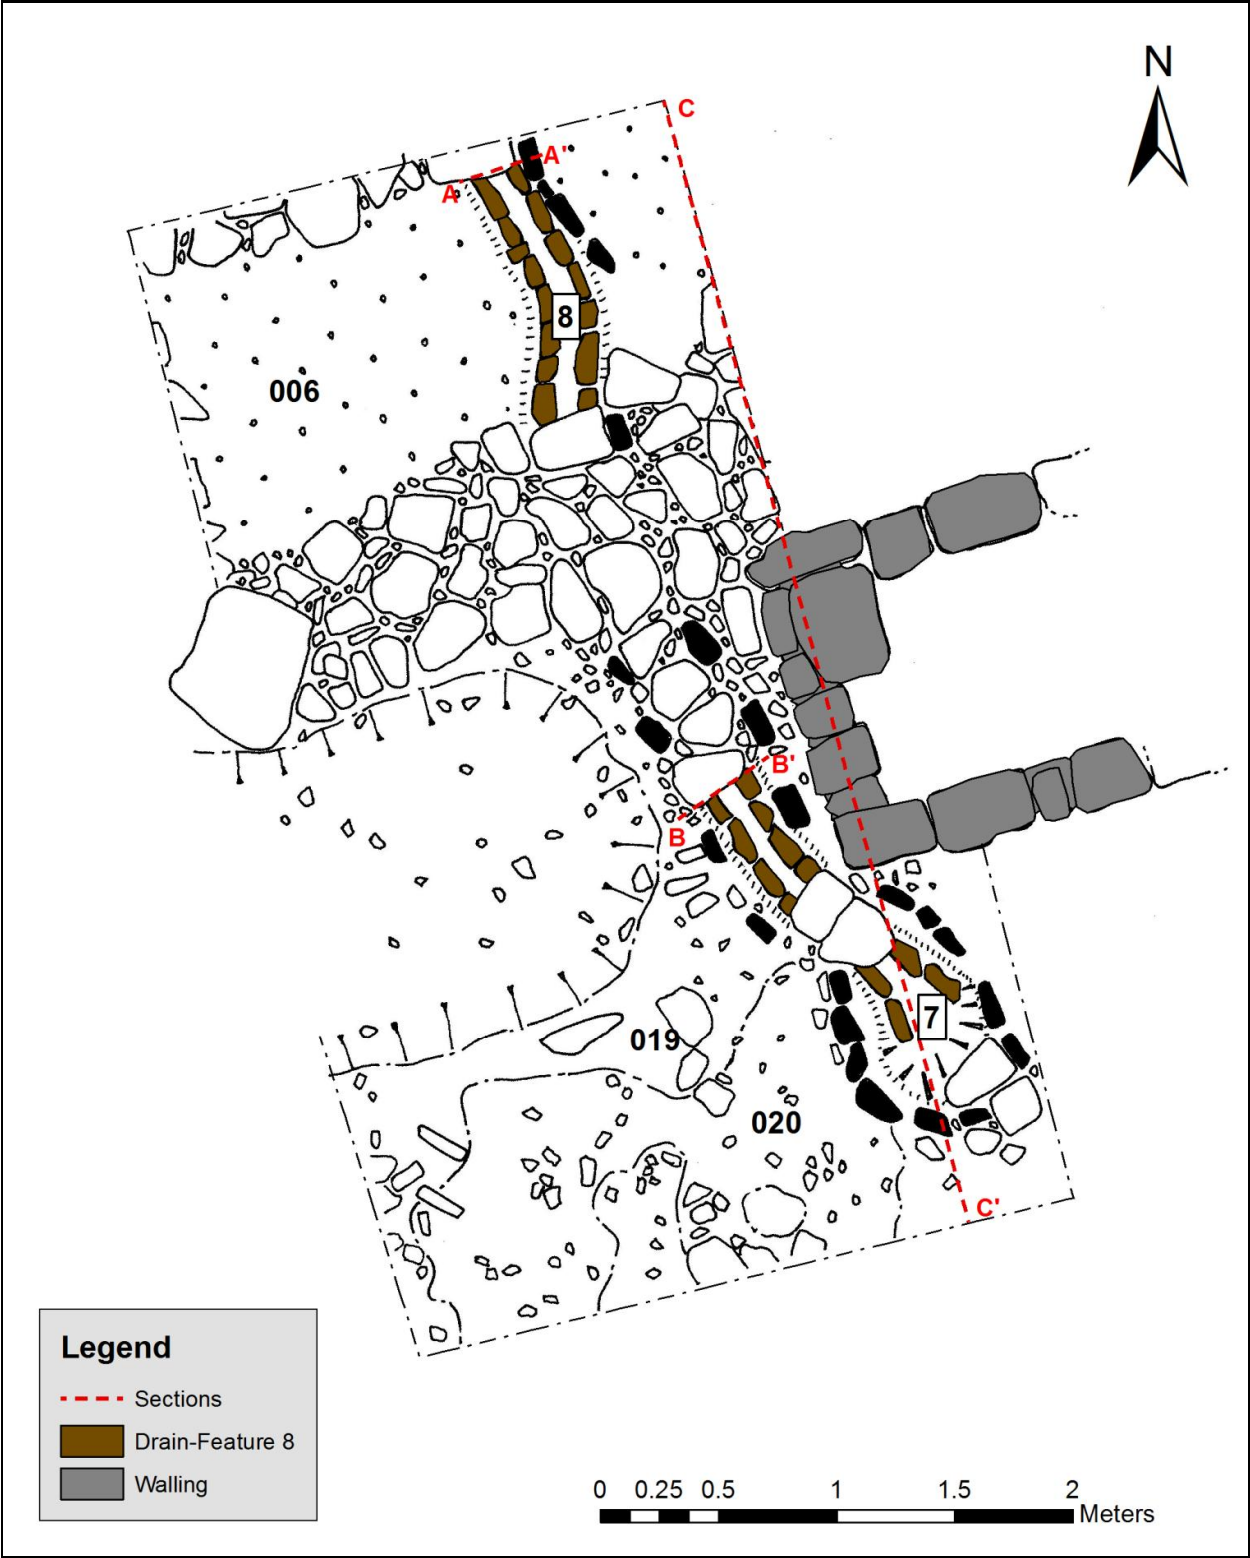 N
C
A A'
8
006
B'
B
7
019
020
C'
Legend
Sections
Drain-Feature 8
Walling
0 0.25 0.5 1 1.5 2
Meters